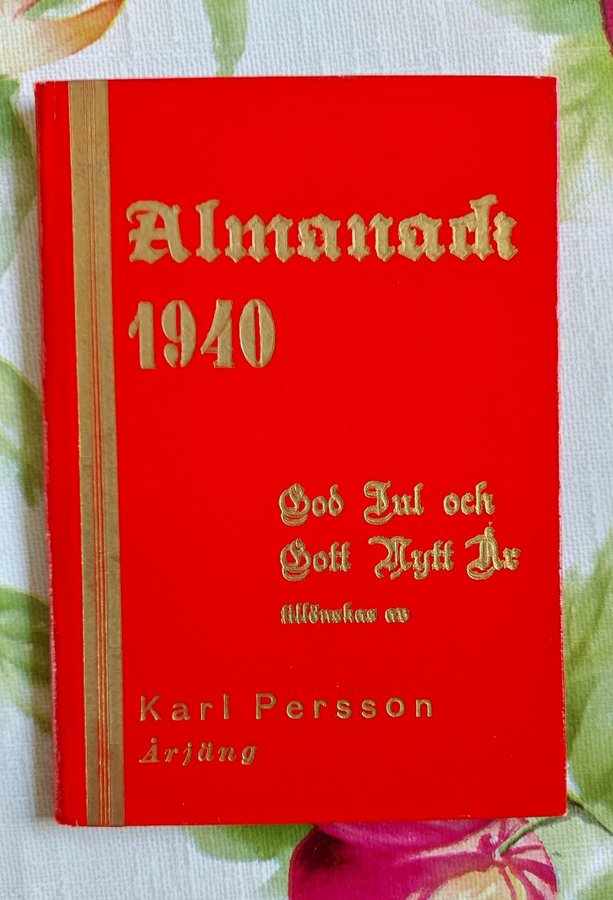 Almanack
1940
God Jul och
Gott Nytt År
tillönskas av
Karl Persson
Årjäng